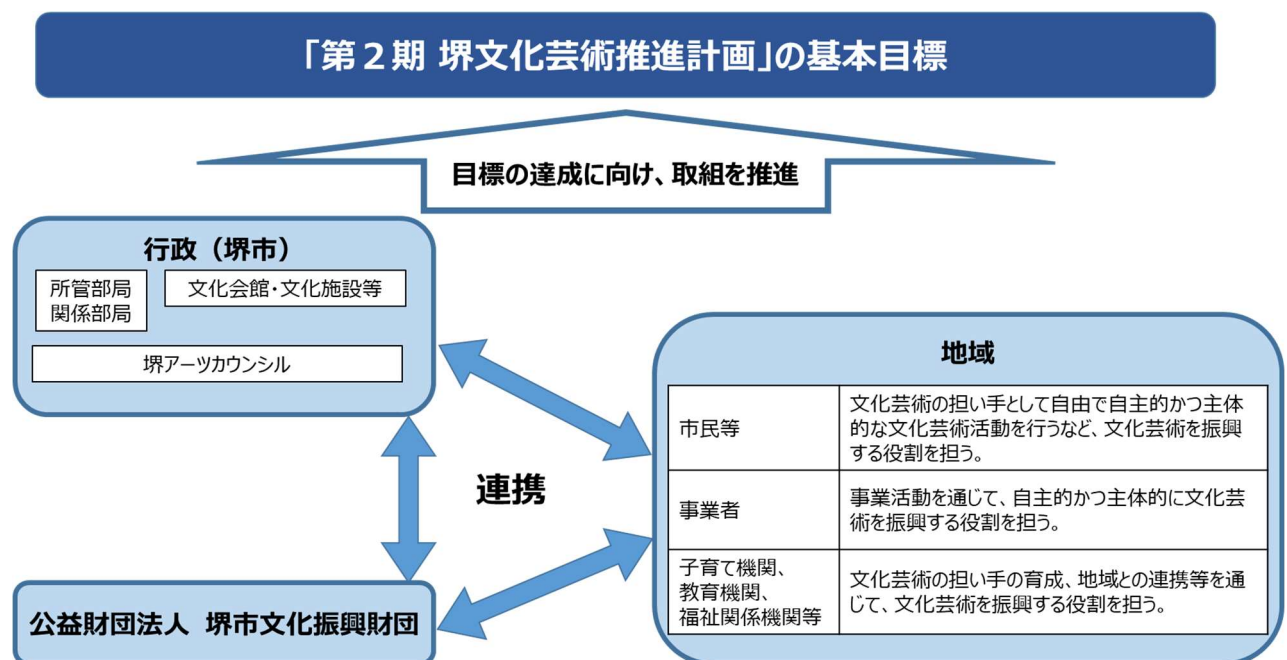 「第２期 堺文化芸術推進計画」の基本目標
目標の達成に向け、取組を推進
行政（堺市）
所管部局
関係部局
文化会館・文化施設等
堺アーツカウンシル
連携
公益財団法人 堺市文化振興財団
地域
市民等
文化芸術の担い手として自由で自主的かつ主体
的な文化芸術活動を行うなど、文化芸術を振興
する役割を担う。
事業者
事業活動を通じて、自主的かつ主体的に文化芸
術を振興する役割を担う。
子育て機関、
教育機関、
福祉関係機関等
文化芸術の担い手の育成、地域との連携等を通
じて、文化芸術を振興する役割を担う。